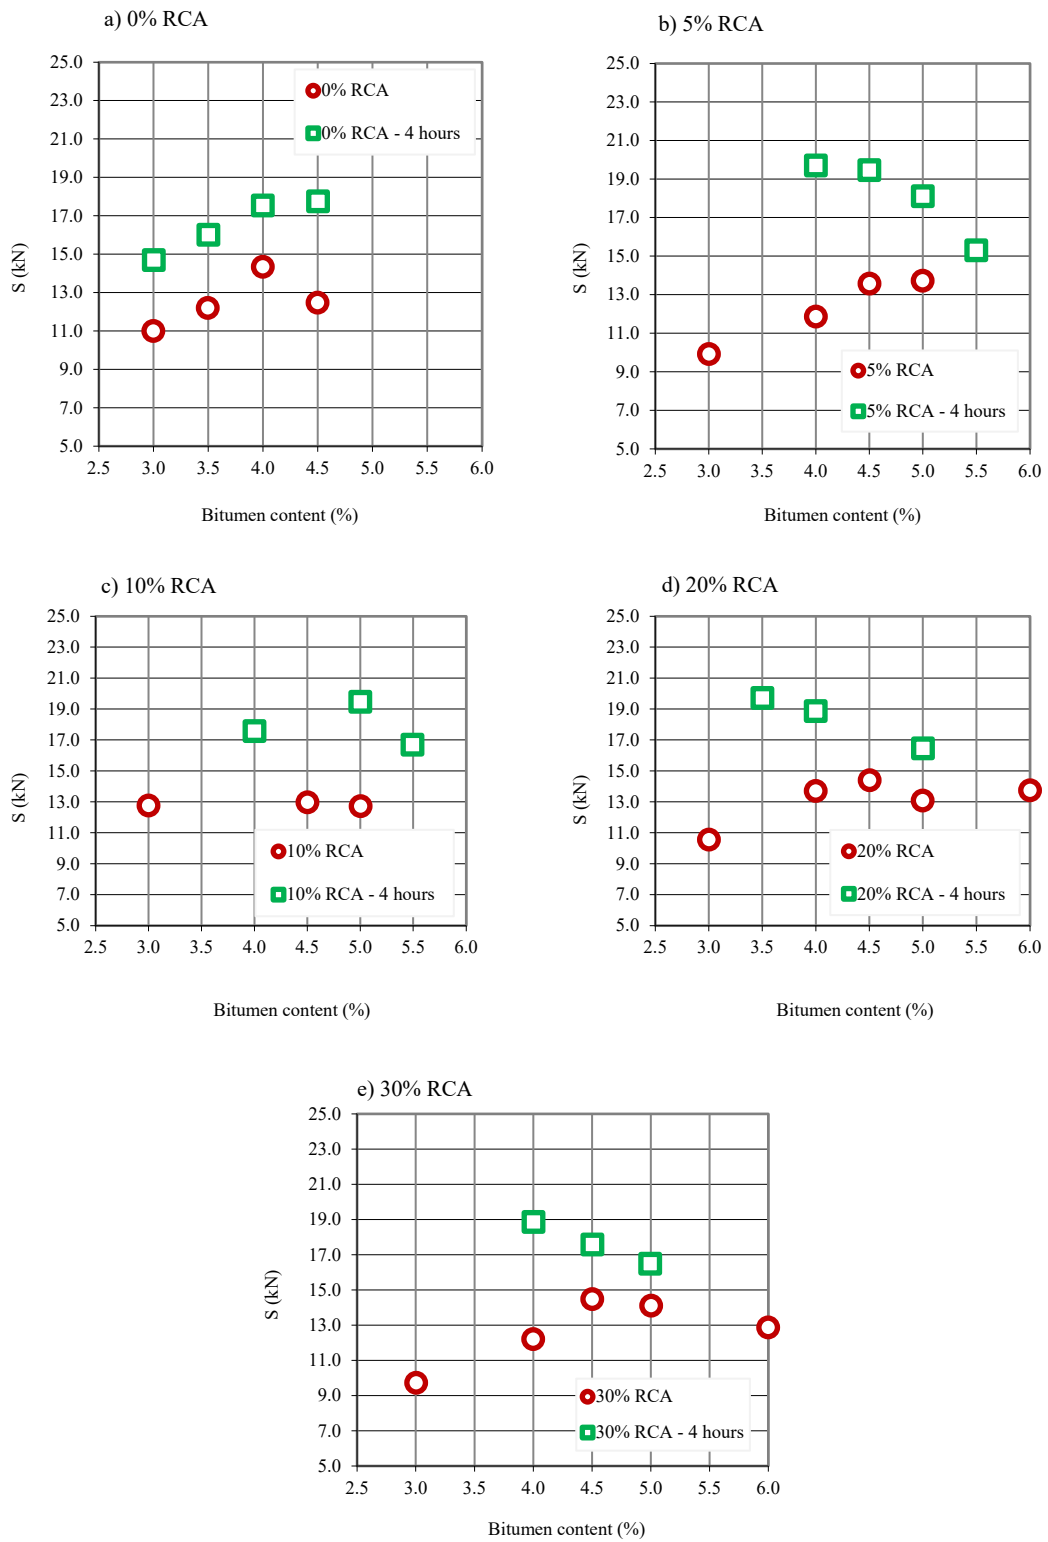 a) 0% RCA
25.0
23.0
21.0
19.0
17.0
15.0
13.0
11.0
9.0
7.0
5.0
S (kN)
0% RCA
0% RCA - 4 hours
2.5 3.0 3.5 4.0 4.5 5.0 5.5 6.0
Bitumen content (%)
b) 5% RCA
25.0
23.0
21.0
19.0
17.0
15.0
13.0
11.0
9.0
7.0
5.0
S (kN)
5% RCA
5% RCA - 4 hours
2.5 3.0 3.5 4.0 4.5 5.0 5.5 6.0
Bitumen content (%)
c) 10% RCA
25.0
23.0
21.0
19.0
17.0
15.0
13.0
11.0
9.0
7.0
5.0
S (kN)
10% RCA
10% RCA - 4 hours
2.5 3.0 3.5 4.0 4.5 5.0 5.5 6.0
Bitumen content (%)
d) 20% RCA
25.0
23.0
21.0
19.0
17.0
15.0
13.0
11.0
9.0
7.0
5.0
S (kN)
20% RCA
20% RCA - 4 hours
2.5 3.0 3.5 4.0 4.5 5.0 5.5 6.0
Bitumen content (%)
e) 30% RCA
25.0
23.0
21.0
19.0
17.0
15.0
13.0
11.0
9.0
7.0
5.0
S (kN)
30% RCA
30% RCA - 4 hours
2.5 3.0 3.5 4.0 4.5 5.0 5.5 6.0
Bitumen content (%)